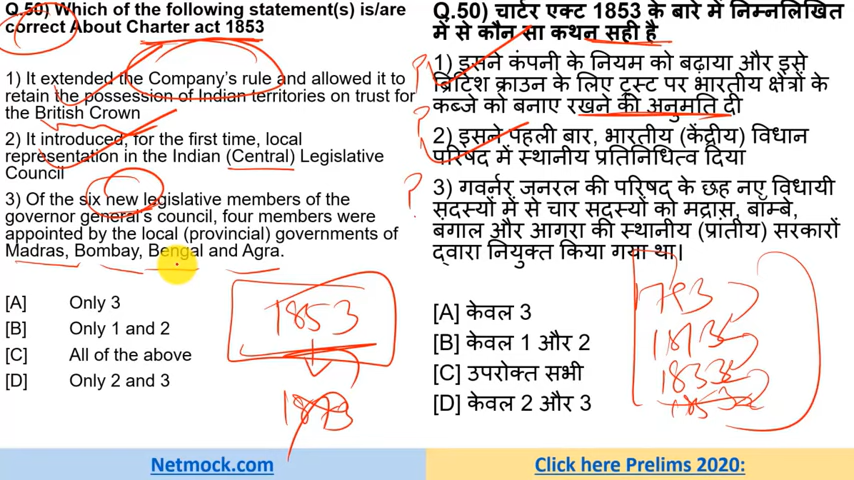 Q.50) Which of the following statement(s) is/are
correct About Charter act 1853
1) It extended the Company's rule and allowed it to
retain the possession of Indian territories on trust for
the British Crown
2) It introduced, for the first time, local
representation in the Indian (Central) Legislative
Council
3) Of the six new legislative members of the
governor general's council, four members were
appointed by the local (provincial) governments of
Madras, Bombay, Bengal and Agra.
[A] Only 3
[B] Only 1 and 2
[C] All of the above
[D] Only 2 and 3
1853
1873
Q.50) चार्टर एक्ट 1853 के बारे में निम्नलिखित
में से कौन सा कथन सही है
1) इसने कंपनी के नियम को बढ़ाया और इसे
ब्रिटिश क्राउन के लिए ट्रस्ट पर भारतीय क्षेत्रों के
कब्जे को बनाए रखने की अनुमति दी
2) इसने पहली बार, भारतीय (केंद्रीय) विधान
परिषद में स्थानीय प्रतिनिधित्व दिया
3) गवर्नर जनरल की परिषद के छह नए विधायी
सदस्यों में से चार सदस्यों को मद्रास, बॉम्बे,
बंगाल और आगरा की स्थानीय (प्रांतीय) सरकारों
द्वारा नियुक्त किया गया था।
[A] केवल 3
[B] केवल 1 और 2
[C] उपरोक्त सभी
[D] केवल 2 और 3
1793
1813
1833
1853
Netmock.com
Click here Prelims 2020: